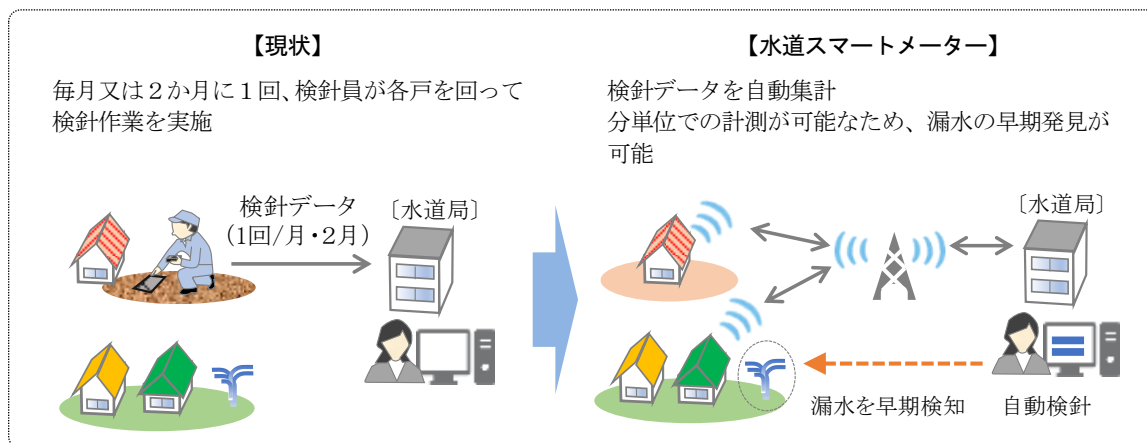 【現状】
毎月又は２か月に１回、検針員が各戸を回って
検針作業を実施
検針データ
（1回/月・2月）
〔水道局〕
【水道スマートメーター】
検針データを自動集計
分単位での計測が可能なため、漏水の早期発見が
可能
〔水道局〕
漏水を早期検知
自動検針